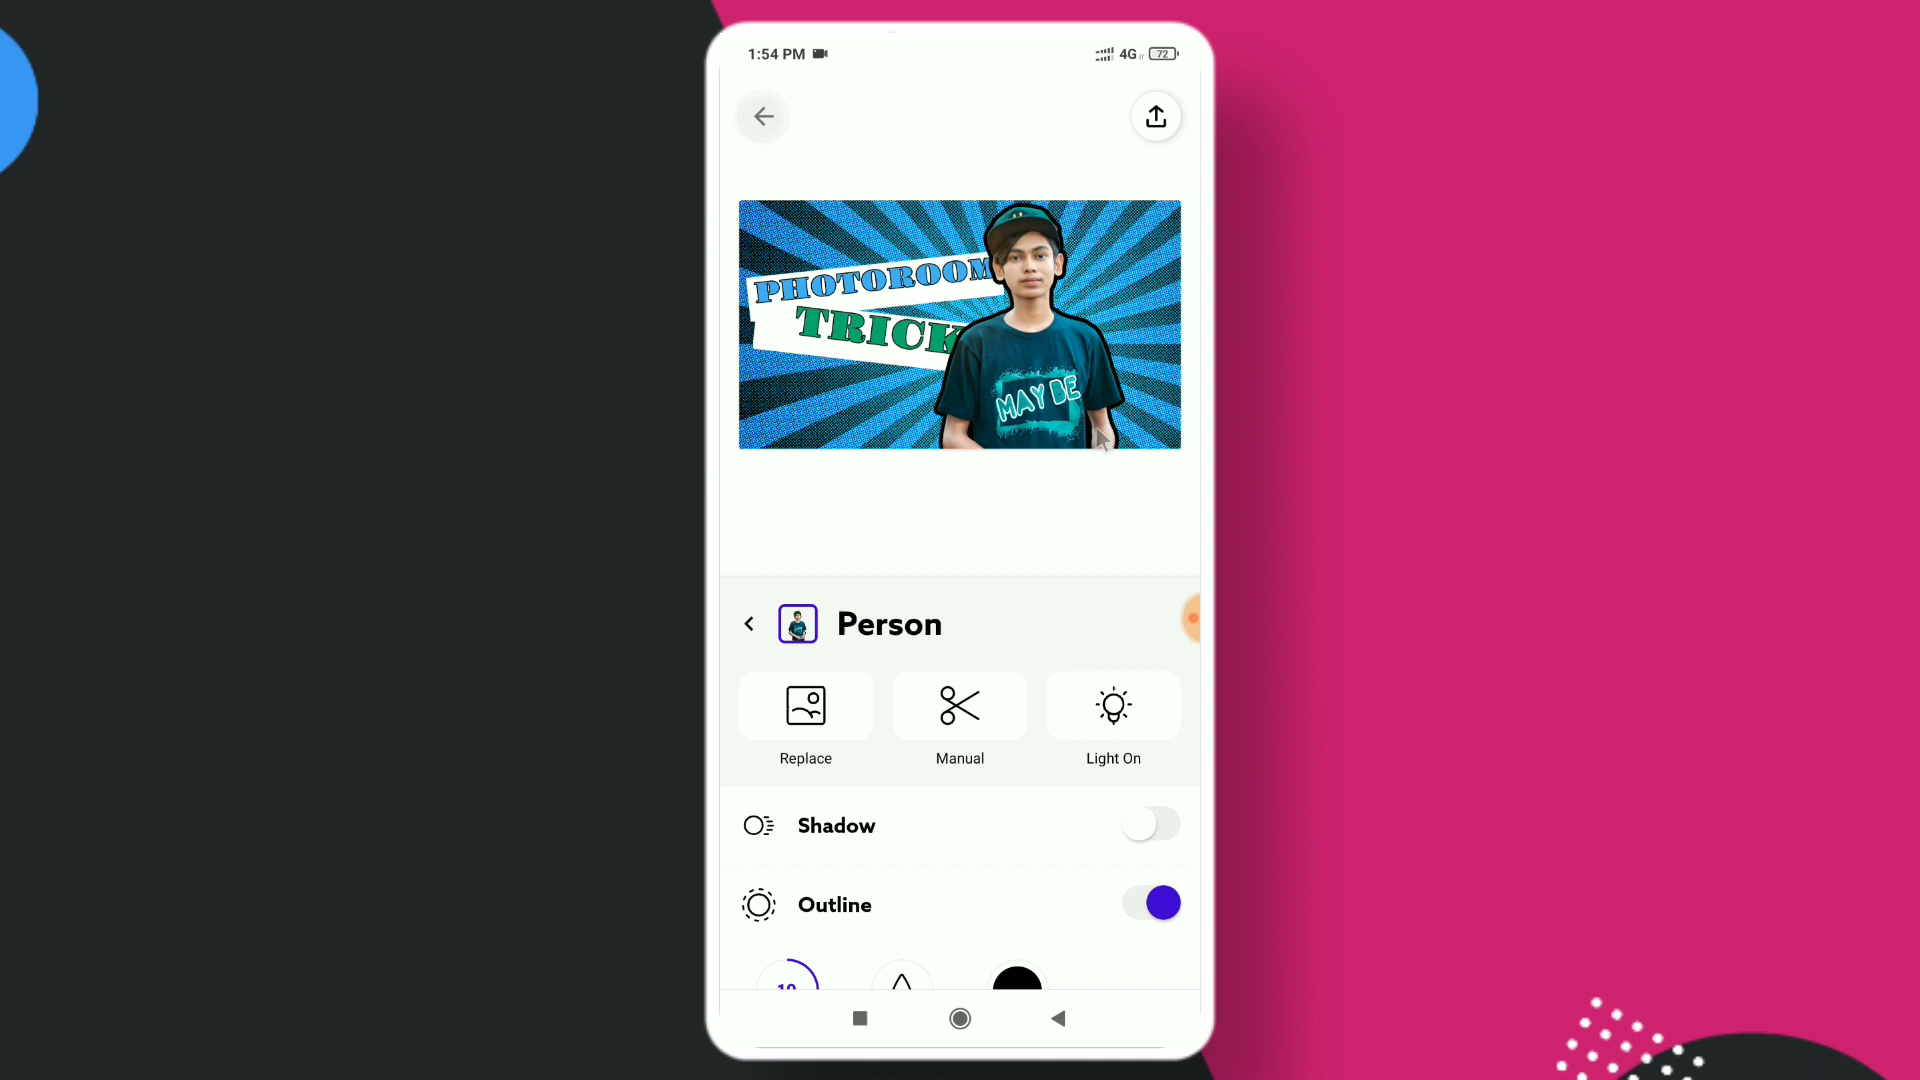 1:54 PM
4G 72
PHOTOROOM
TRICK
MAY BE
Person
Replace Manual Light On
Shadow
Outline